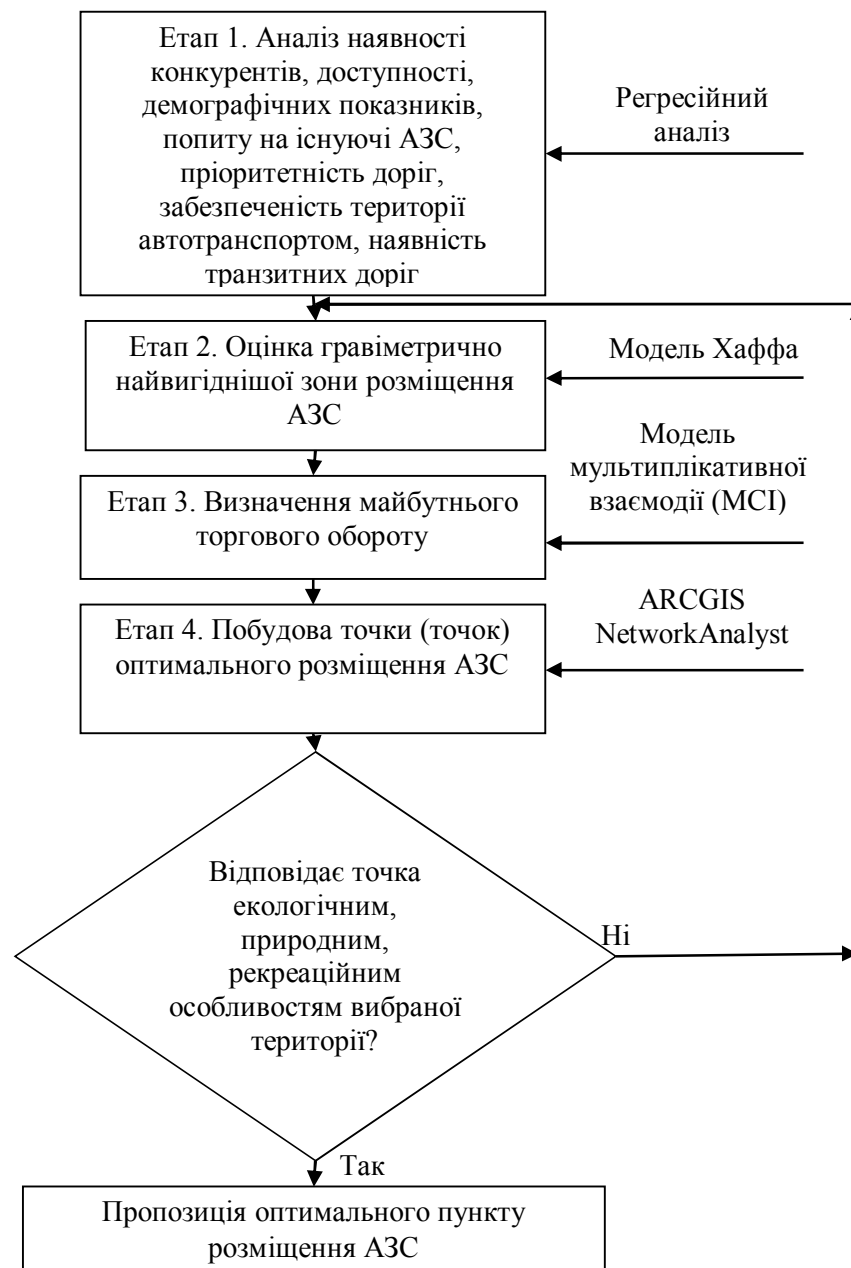 Етап 1. Аналіз наявності
конкурентів, доступності,
демографічних показників,
попиту на існуючі АЗС,
пріоритетність доріг,
забезпеченість території
автотранспортом, наявність
транзитних доріг
Регресійний
аналіз
Етап 2. Оцінка гравіметрично
найвигіднішої зони розміщення
АЗС
Модель Хаффа
Етап 3. Визначення майбутнього
торгового обороту
Модель
мультиплікативної
взаємодії (MCI)
Етап 4. Побудова точки (точок)
оптимального розміщення АЗС
ARCGIS
NetworkAnalyst
Відповідає точка
екологічним,
природним,
рекреаційним
особливостям вибраної
території?
Ні
Так
Пропозиція оптимального пункту
розміщення АЗС